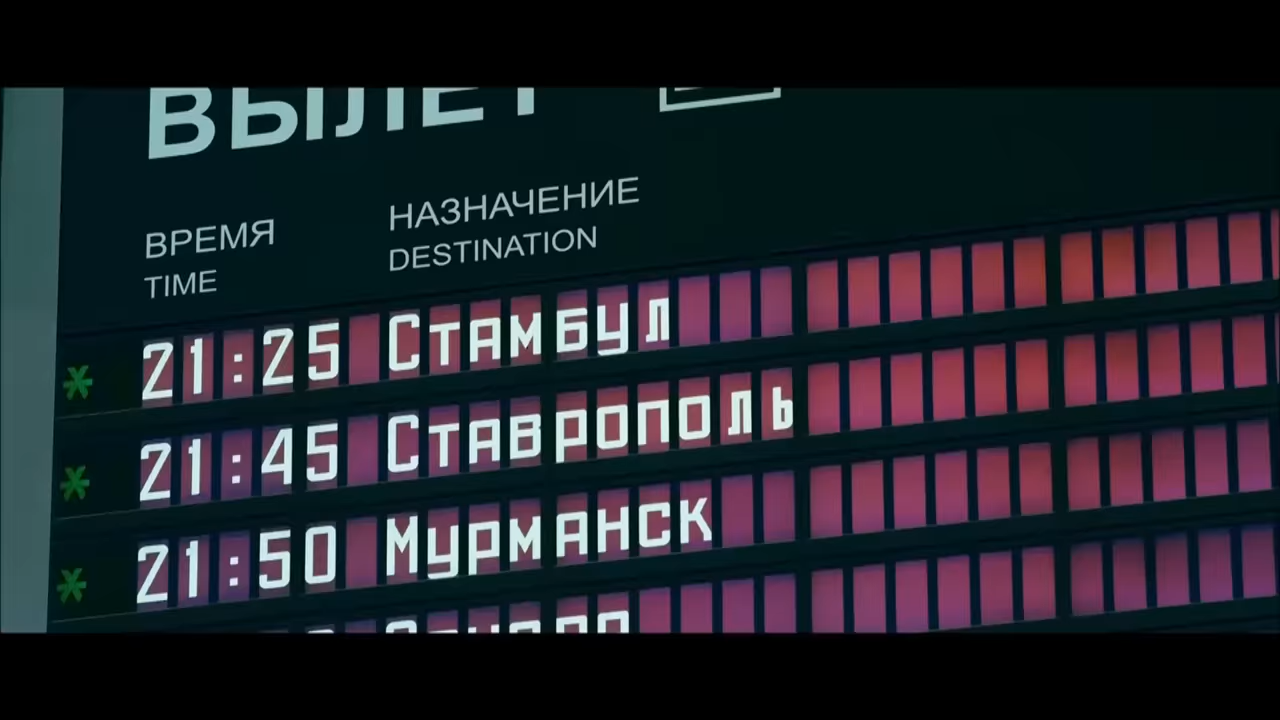 ВЫЛЕТ
ВРЕМЯ НАЗНАЧЕНИЕ
TIME DESTINATION
* 21:25 Стамбул
* 21:45 Ставрополь
* 21:50 Мурманск